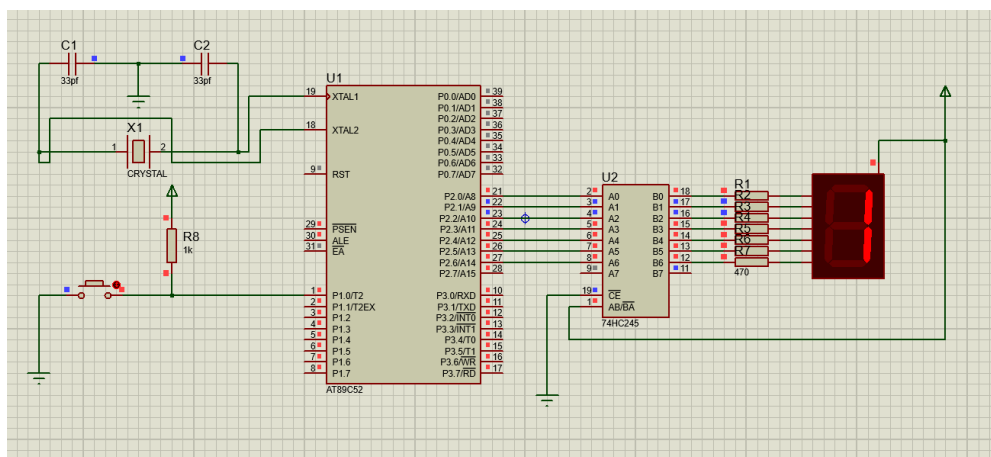 C1
33pf
C2
33pf
X1
1
2
CRYSTAL
R8
1k
U1
19
XTAL1
18
XTAL2
9
RST
29
PSEN
30
ALE
31
EA
1
P1.0/T2
2
P1.1/T2EX
3
P1.2
4
P1.3
5
P1.4
6
P1.5
7
P1.6
8
P1.7
P0.0/AD0
39
P0.1/AD1
38
P0.2/AD2
37
P0.3/AD3
36
P0.4/AD4
35
P0.5/AD5
34
P0.6/AD6
33
P0.7/AD7
32
P2.0/A8
21
P2.1/A9
22
P2.2/A10
23
P2.3/A11
24
P2.4/A12
25
P2.5/A13
26
P2.6/A14
27
P2.7/A15
28
P3.0/RXD
10
P3.1/TXD
11
P3.2/INT0
12
P3.3/INT1
13
P3.4/T0
14
P3.5/T1
15
P3.6/WR
16
P3.7/RD
17
AT89C52
U2
2
A0
3
A1
4
A2
5
A3
6
A4
7
A5
8
A6
9
A7
19
CE
1
AB/BA
B0
18
B1
17
B2
16
B3
15
B4
14
B5
13
B6
12
B7
11
74HC245
R1
R2
R3
R4
R5
R6
R7
470
1